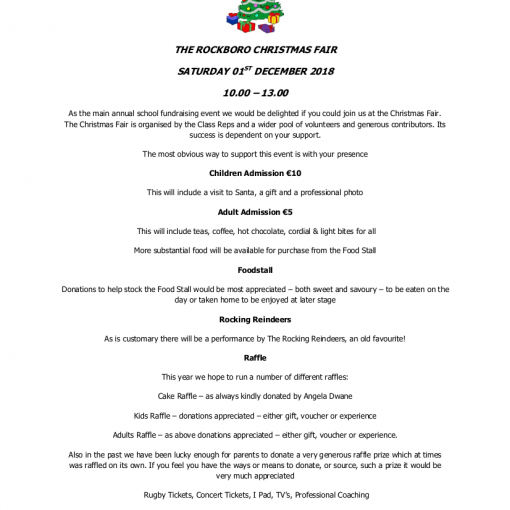 THE ROCKBORO CHRISTMAS FAIR
SATURDAY 01ST DECEMBER 2018
10.00 – 13.00
As the main annual school fundraising event we would be delighted if you could join us at the Christmas Fair.
The Christmas Fair is organised by the Class Reps and a wider pool of volunteers and generous contributors. Its
success is dependent on your support.
The most obvious way to support this event is with your presence
Children Admission €10
This will include a visit to Santa, a gift and a professional photo
Adult Admission €5
This will include teas, coffee, hot chocolate, cordial & light bites for all
More substantial food will be available for purchase from the Food Stall
Foodstall
Donations to help stock the Food Stall would be most appreciated – both sweet and savoury – to be eaten on the
day or taken home to be enjoyed at later stage
Rocking Reindeers
As is customary there will be a performance by The Rocking Reindeers, an old favourite!
Raffle
This year we hope to run a number of different raffles:
Cake Raffle – as always kindly donated by Angela Dwane
Kids Raffle – donations appreciated – either gift, voucher or experience
Adults Raffle – as above donations appreciated – either gift, voucher or experience.
Also in the past we have been lucky enough for parents to donate a very generous raffle prize which at times
was raffled on its own. If you feel you have the ways or means to donate, or source, such a prize it would be
very much appreciated
Rugby Tickets, Concert Tickets, I Pad, TV's, Professional Coaching